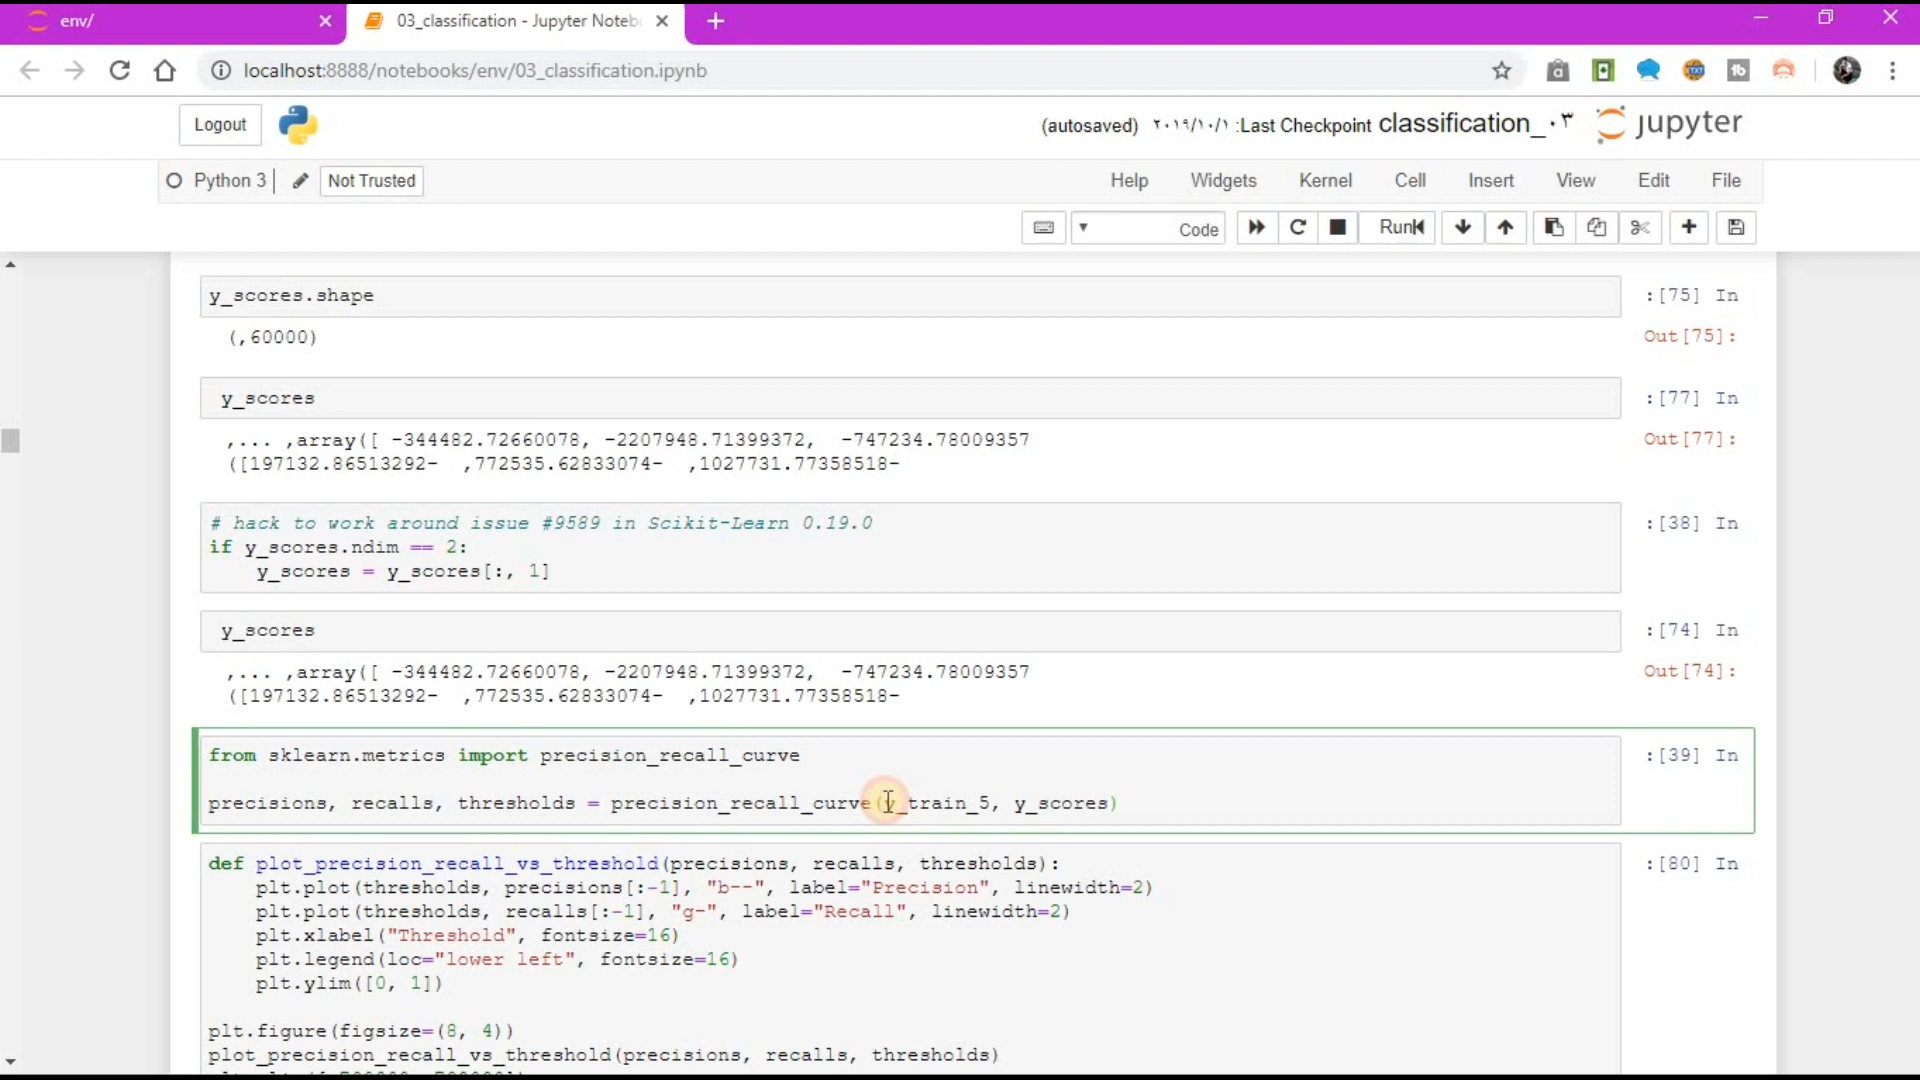 env/
03_classification - Jupyter Noteb
localhost:8888/notebooks/env/03_classification.ipynb
Logout
(autosaved) ٢٠١٩/١٠/١ :Last Checkpoint classification_٠٣ jupyter
Python 3
Not Trusted
Help Widgets Kernel Cell Insert View Edit File
Code Run
y_scores.shape :[75] In
(,60000) Out[75]:
y_scores :[77] In
,... ,array([ -344482.72660078, -2207948.71399372, -747234.78009357 Out[77]:
([197132.86513292- ,772535.62833074- ,1027731.77358518-
# hack to work around issue #9589 in Scikit-Learn 0.19.0 :[38] In
if y_scores.ndim == 2:
y_scores = y_scores[:, 1]
y_scores :[74] In
,... ,array([ -344482.72660078, -2207948.71399372, -747234.78009357 Out[74]:
([197132.86513292- ,772535.62833074- ,1027731.77358518-
from sklearn.metrics import precision_recall_curve :[39] In
precisions, recalls, thresholds = precision_recall_curve(y_train_5, y_scores)
def plot_precision_recall_vs_threshold(precisions, recalls, thresholds): :[80] In
plt.plot(thresholds, precisions[:-1], "b--", label="Precision", linewidth=2)
plt.plot(thresholds, recalls[:-1], "g-", label="Recall", linewidth=2)
plt.xlabel("Threshold", fontsize=16)
plt.legend(loc="lower left", fontsize=16)
plt.ylim([0, 1])
plt.figure(figsize=(8, 4))
plot_precision_recall_vs_threshold(precisions, recalls, thresholds)